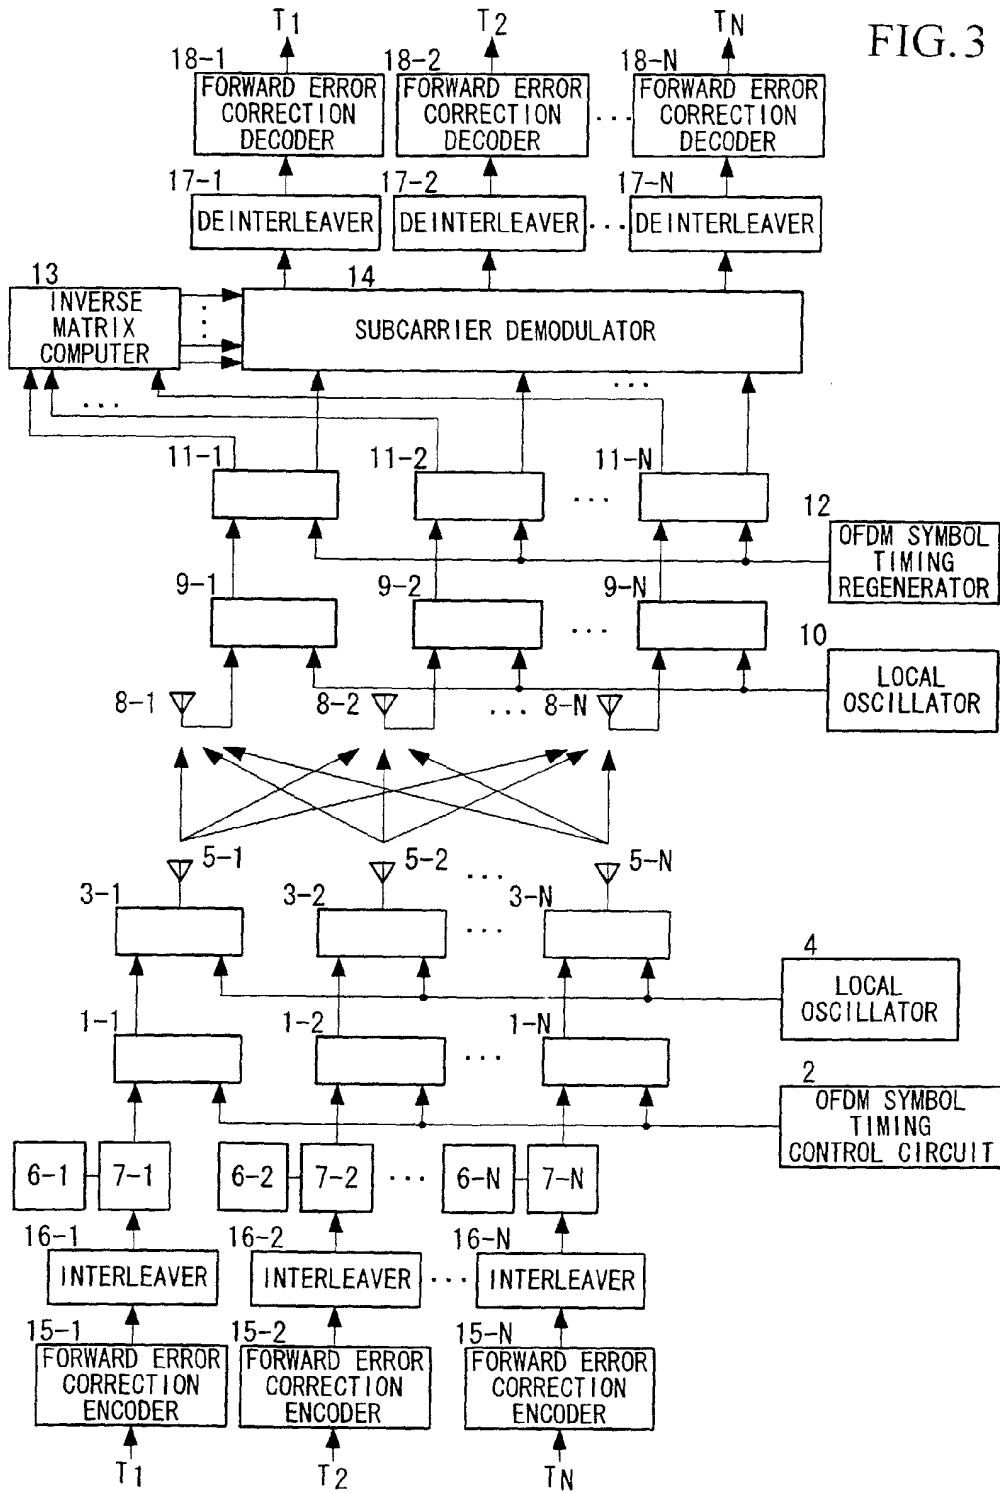 T1 T2 TN FIG. 3
18-1 18-2 18-N
FORWARD ERROR CORRECTION DECODER
FORWARD ERROR CORRECTION DECODER
...
FORWARD ERROR CORRECTION DECODER
17-1 17-2 17-N
DEINTERLEAVER DEINTERLEAVER ... DEINTERLEAVER
13 14
INVERSE
MATRIX
COMPUTER
SUBCARRIER DEMODULATOR
...
...
...
11-1 11-2 11-N
...
12
OFDM SYMBOL
TIMING
REGENERATOR
9-1 9-2 9-N
...
10
LOCAL
OSCILLATOR
8-1 8-2 ... 8-N
5-1 5-2 ... 5-N
3-1 3-2 3-N
...
4
LOCAL
OSCILLATOR
1-1 1-2 1-N
...
2
OFDM SYMBOL
TIMING
CONTROL CIRCUIT
6-1 7-1 6-2 7-2 ... 6-N 7-N
16-1 16-2 16-N
INTERLEAVER INTERLEAVER ... INTERLEAVER
15-1 15-2 15-N
FORWARD ERROR CORRECTION ENCODER
FORWARD ERROR CORRECTION ENCODER
FORWARD ERROR CORRECTION ENCODER
T1 T2 TN